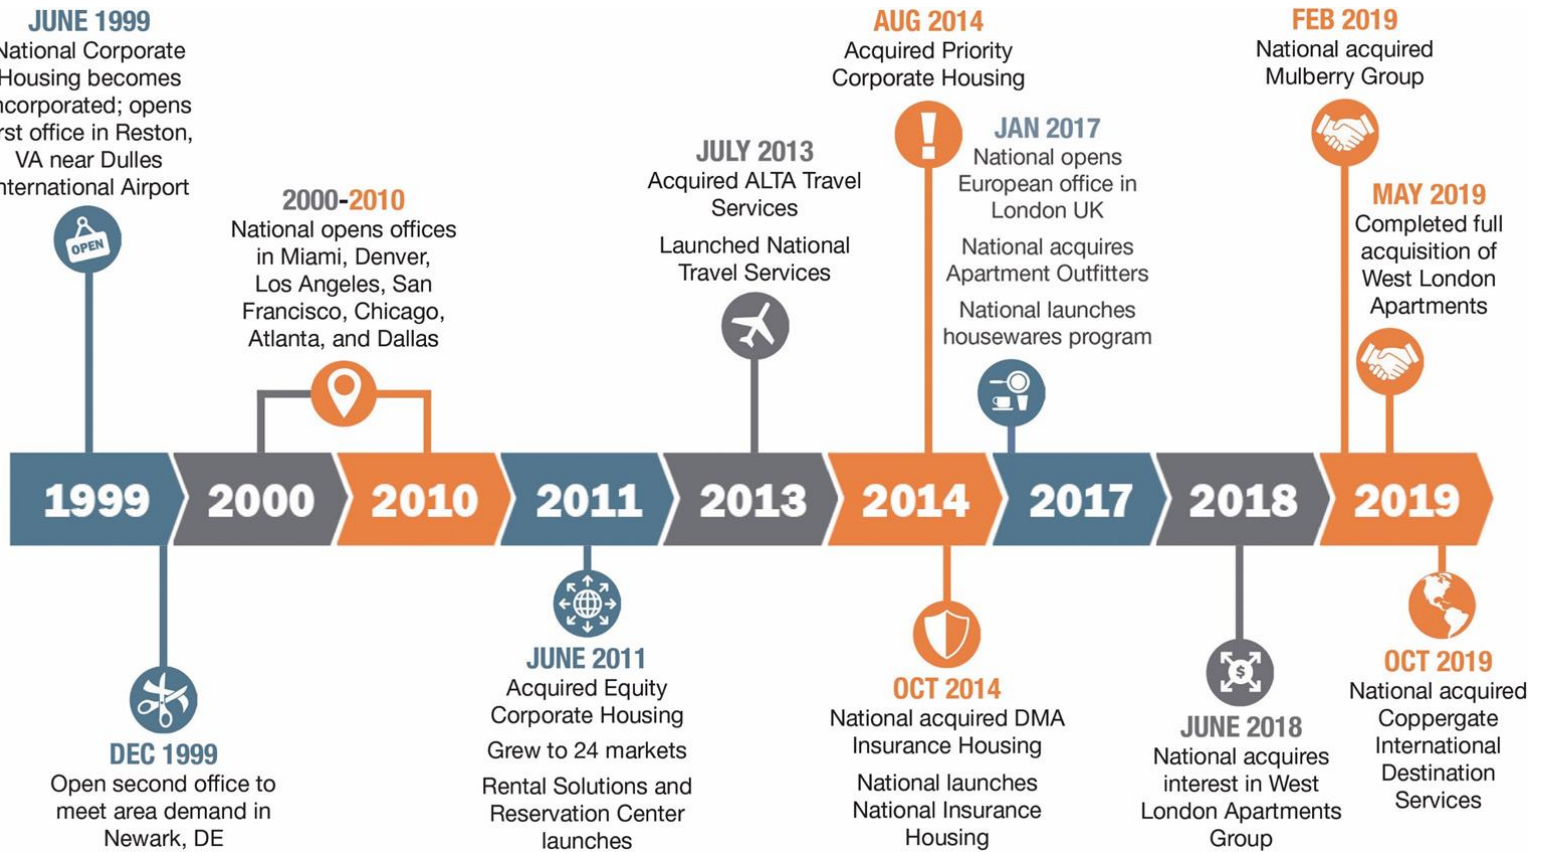 JUNE 1999
National Corporate
Housing becomes
ncorporated; opens
rst office in Reston,
VA near Dulles
nternational Airport
OPEN
2000-2010
National opens offices
in Miami, Denver,
Los Angeles, San
Francisco, Chicago,
Atlanta, and Dallas
JULY 2013
Acquired ALTA Travel
Services
Launched National
Travel Services
AUG 2014
Acquired Priority
Corporate Housing
!
JAN 2017
National opens
European office in
London UK
National acquires
Apartment Outfitters
National launches
housewares program
FEB 2019
National acquired
Mulberry Group
MAY 2019
Completed full
acquisition of
West London
Apartments
1999
2000
2010
2011
2013
2014
2017
2018
2019
DEC 1999
Open second office to
meet area demand in
Newark, DE
JUNE 2011
Acquired Equity
Corporate Housing
Grew to 24 markets
Rental Solutions and
Reservation Center
launches
OCT 2014
National acquired DMA
Insurance Housing
National launches
National Insurance
Housing
$
JUNE 2018
National acquires
interest in West
London Apartments
Group
OCT 2019
National acquired
Coppergate
International
Destination
Services